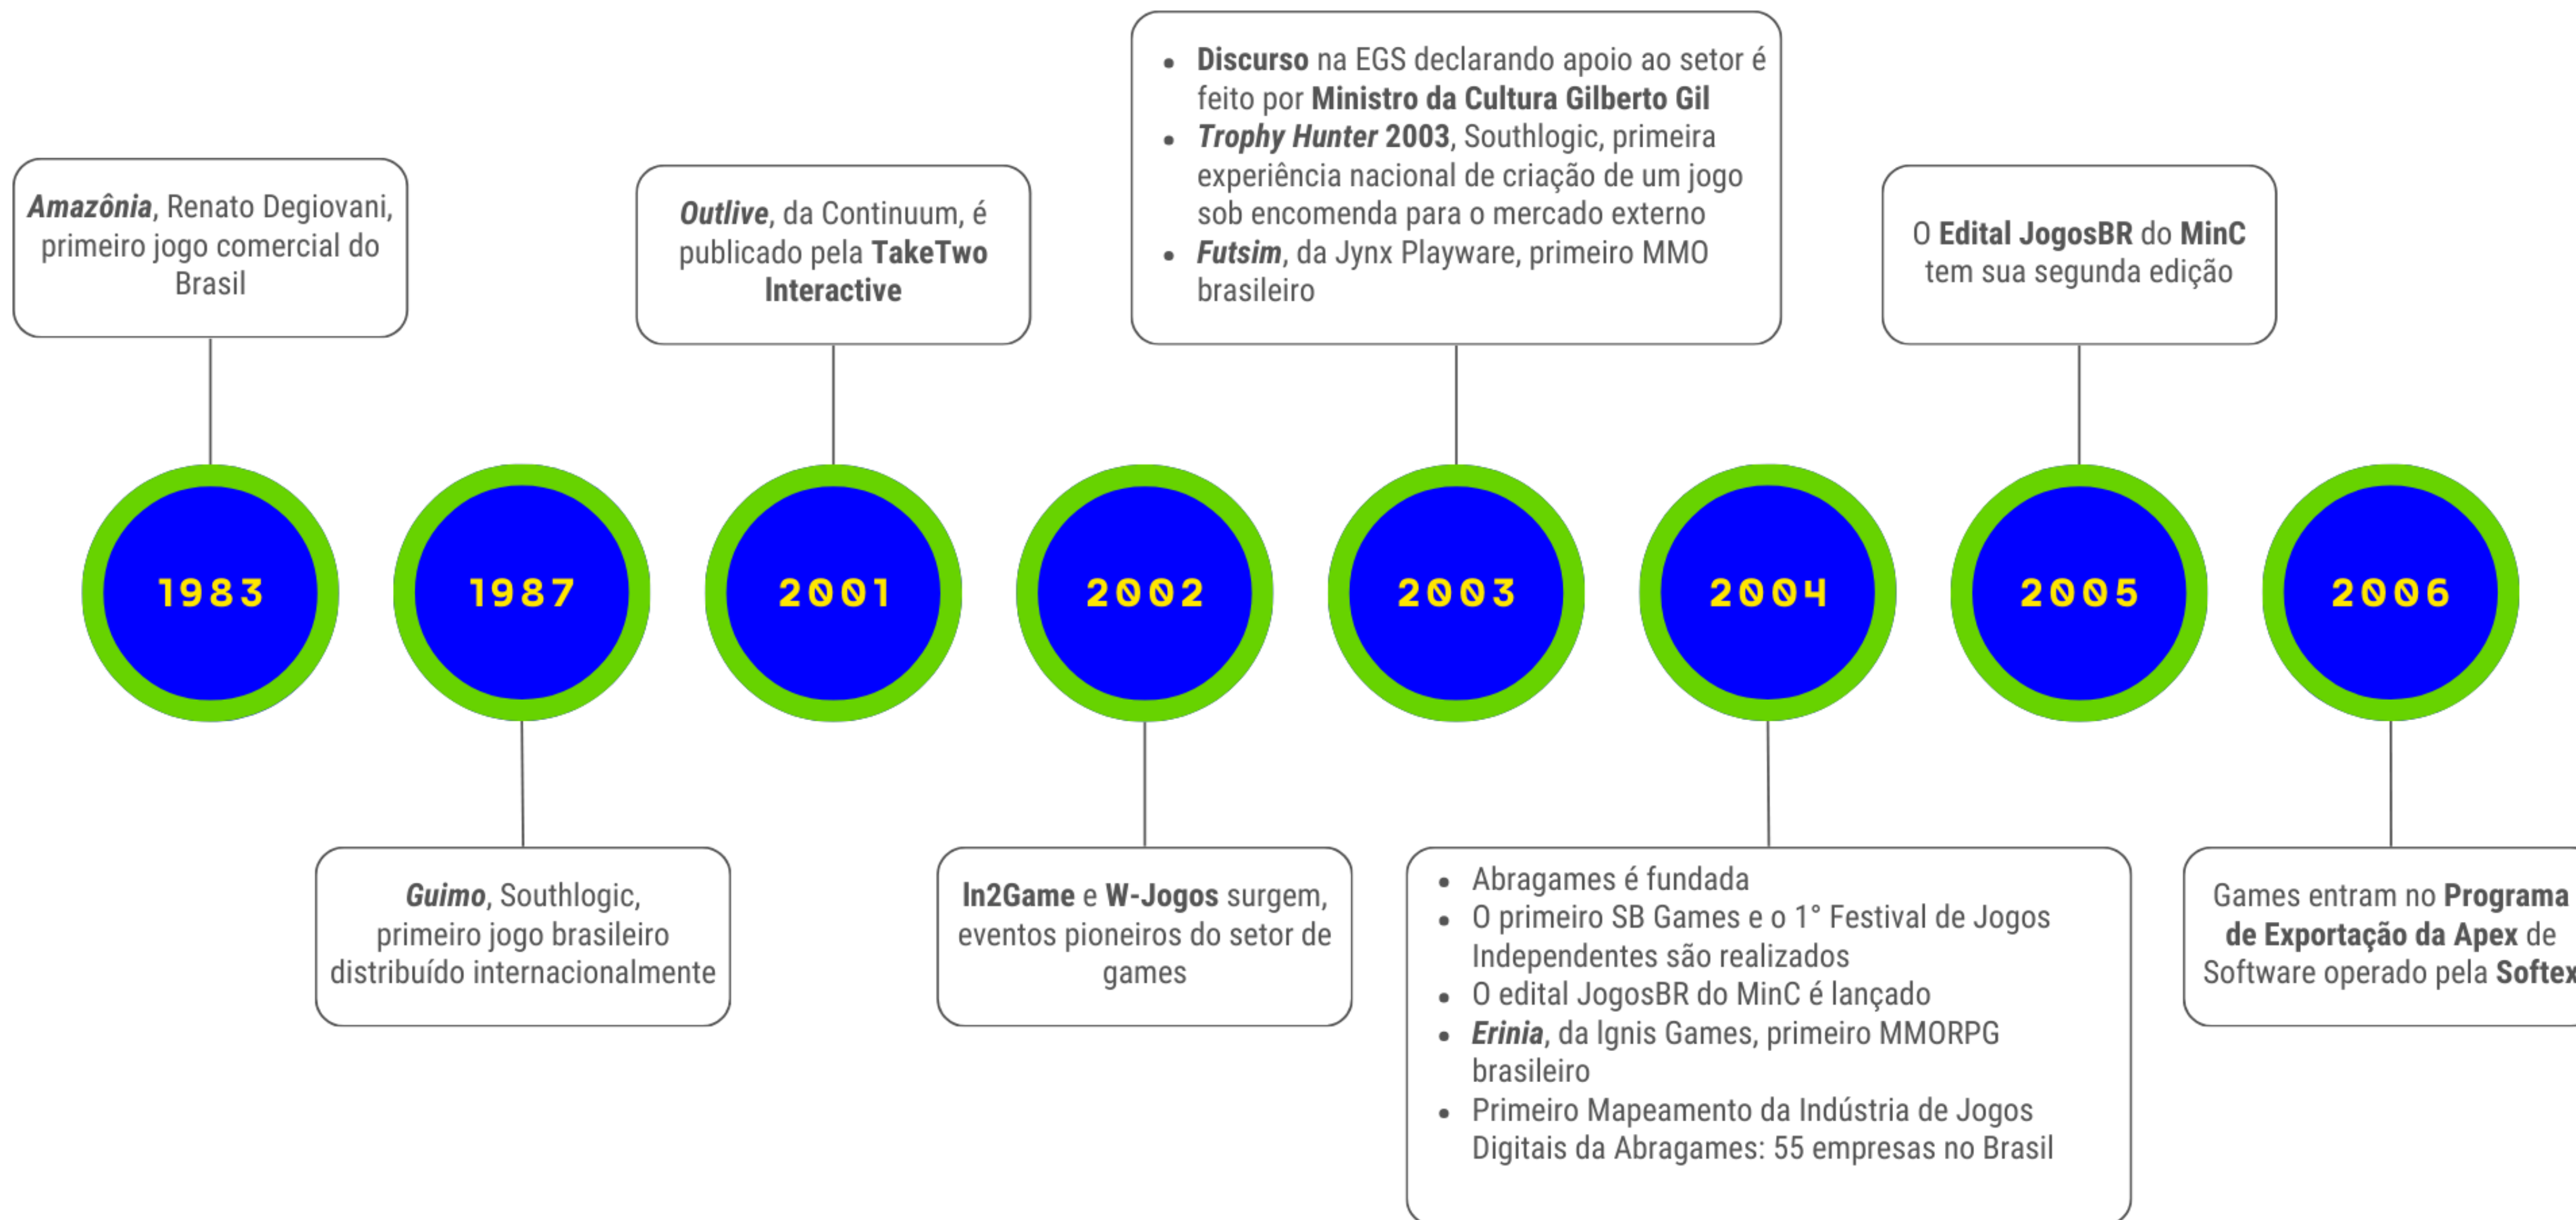 Amazônia, Renato Degiovani,
primeiro jogo comercial do
Brasil
Outlive, da Continuum, é
publicado pela TakeTwo
Interactive
• Discurso na EGS declarando apoio ao setor é
feito por Ministro da Cultura Gilberto Gil
• Trophy Hunter 2003, Southlogic, primeira
experiência nacional de criação de um jogo
sob encomenda para o mercado externo
• Futsim, da Jynx Playware, primeiro MMO
brasileiro
O Edital JogosBR do MinC
tem sua segunda edição
1983
1987
2001
2002
2003
2004
2005
2006
Guimo, Southlogic,
primeiro jogo brasileiro
distribuído internacionalmente
In2Game e W-Jogos surgem,
eventos pioneiros do setor de
games
• Abragames é fundada
• O primeiro SB Games e o 1° Festival de Jogos
Independentes são realizados
• O edital JogosBR do MinC é lançado
• Erinia, da Ignis Games, primeiro MMORPG
brasileiro
• Primeiro Mapeamento da Indústria de Jogos
Digitais da Abragames: 55 empresas no Brasil
Games entram no Programa
de Exportação da Apex de
Software operado pela Softex